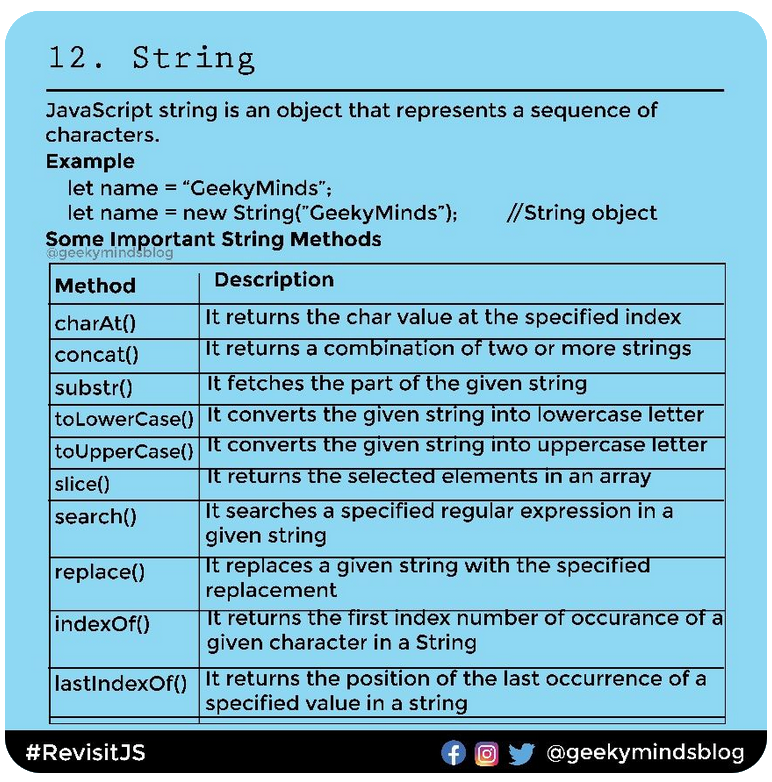 12. String
JavaScript string is an object that represents a sequence of
characters.
Example
let name = “GeekyMinds”;
let name = new String(”GeekyMinds”); //String object
Some Important String Methods
@geekymindsblog
Method Description
charAt() It returns the char value at the specified index
concat() It returns a combination of two or more strings
substr() It fetches the part of the given string
toLowerCase() It converts the given string into lowercase letter
toUpperCase() It converts the given string into uppercase letter
slice() It returns the selected elements in an array
search() It searches a specified regular expression in a
given string
replace() It replaces a given string with the specified
replacement
indexOf() It returns the first index number of occurance of a
given character in a String
lastIndexOf() It returns the position of the last occurrence of a
specified value in a string
#RevisitJS @geekymindsblog